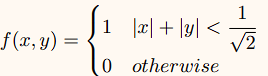 f(x, y) = { 1 |x| + |y| < 1/√2
0 otherwise